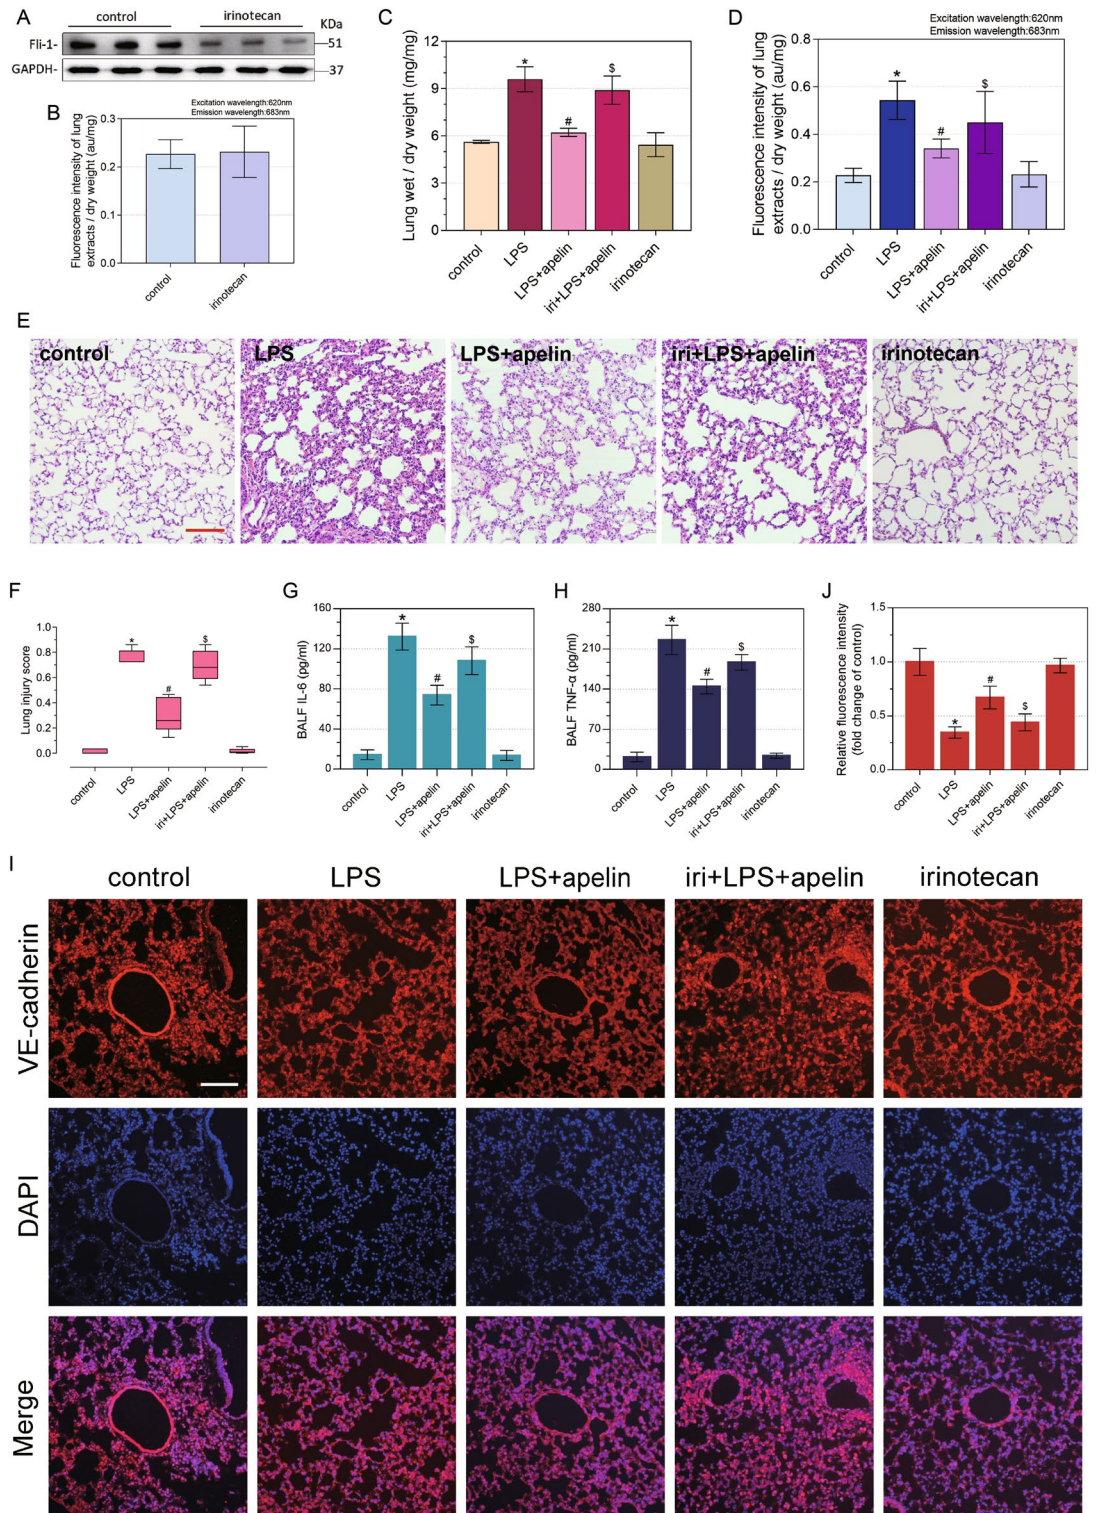 A
control
irinotecan
KDa
Fli-1-
51
GAPDH-
37
B
Excitation wavelength:620nm
Emission wavelength:683nm
Fluorescence intensity of lung
extracts / dry weight (au/mg)
0.3
0.2
0.1
0.0
control
irinotecan
C
Lung wet / dry weight (mg/mg)
12
9
6
3
0
*
#
$
control
LPS
LPS+apelin
iri+LPS+apelin
irinotecan
D
Excitation wavelength:620nm
Emission wavelength:683nm
Fluorescence intensity of lung
extracts / dry weight (au/mg)
0.8
0.6
0.4
0.2
0.0
*
#
$
control
LPS
LPS+apelin
iri+LPS+apelin
irinotecan
E
control
LPS
LPS+apelin
iri+LPS+apelin
irinotecan
F
Lung injury score
1.0
0.8
0.6
0.4
0.2
0.0
*
#
$
control
LPS
LPS+apelin
iri+LPS+apelin
irinotecan
G
BALF IL-6 (pg/ml)
160
120
80
40
0
*
#
$
control
LPS
LPS+apelin
iri+LPS+apelin
irinotecan
H
BALF TNF-α (pg/ml)
280
210
140
70
0
*
#
$
control
LPS
LPS+apelin
iri+LPS+apelin
irinotecan
J
Relative fluorescence intensity
(fold change of control)
1.5
1.0
0.5
0.0
*
#
$
control
LPS
LPS+apelin
iri+LPS+apelin
irinotecan
I
control
LPS
LPS+apelin
iri+LPS+apelin
irinotecan
VE-cadherin
DAPI
Merge